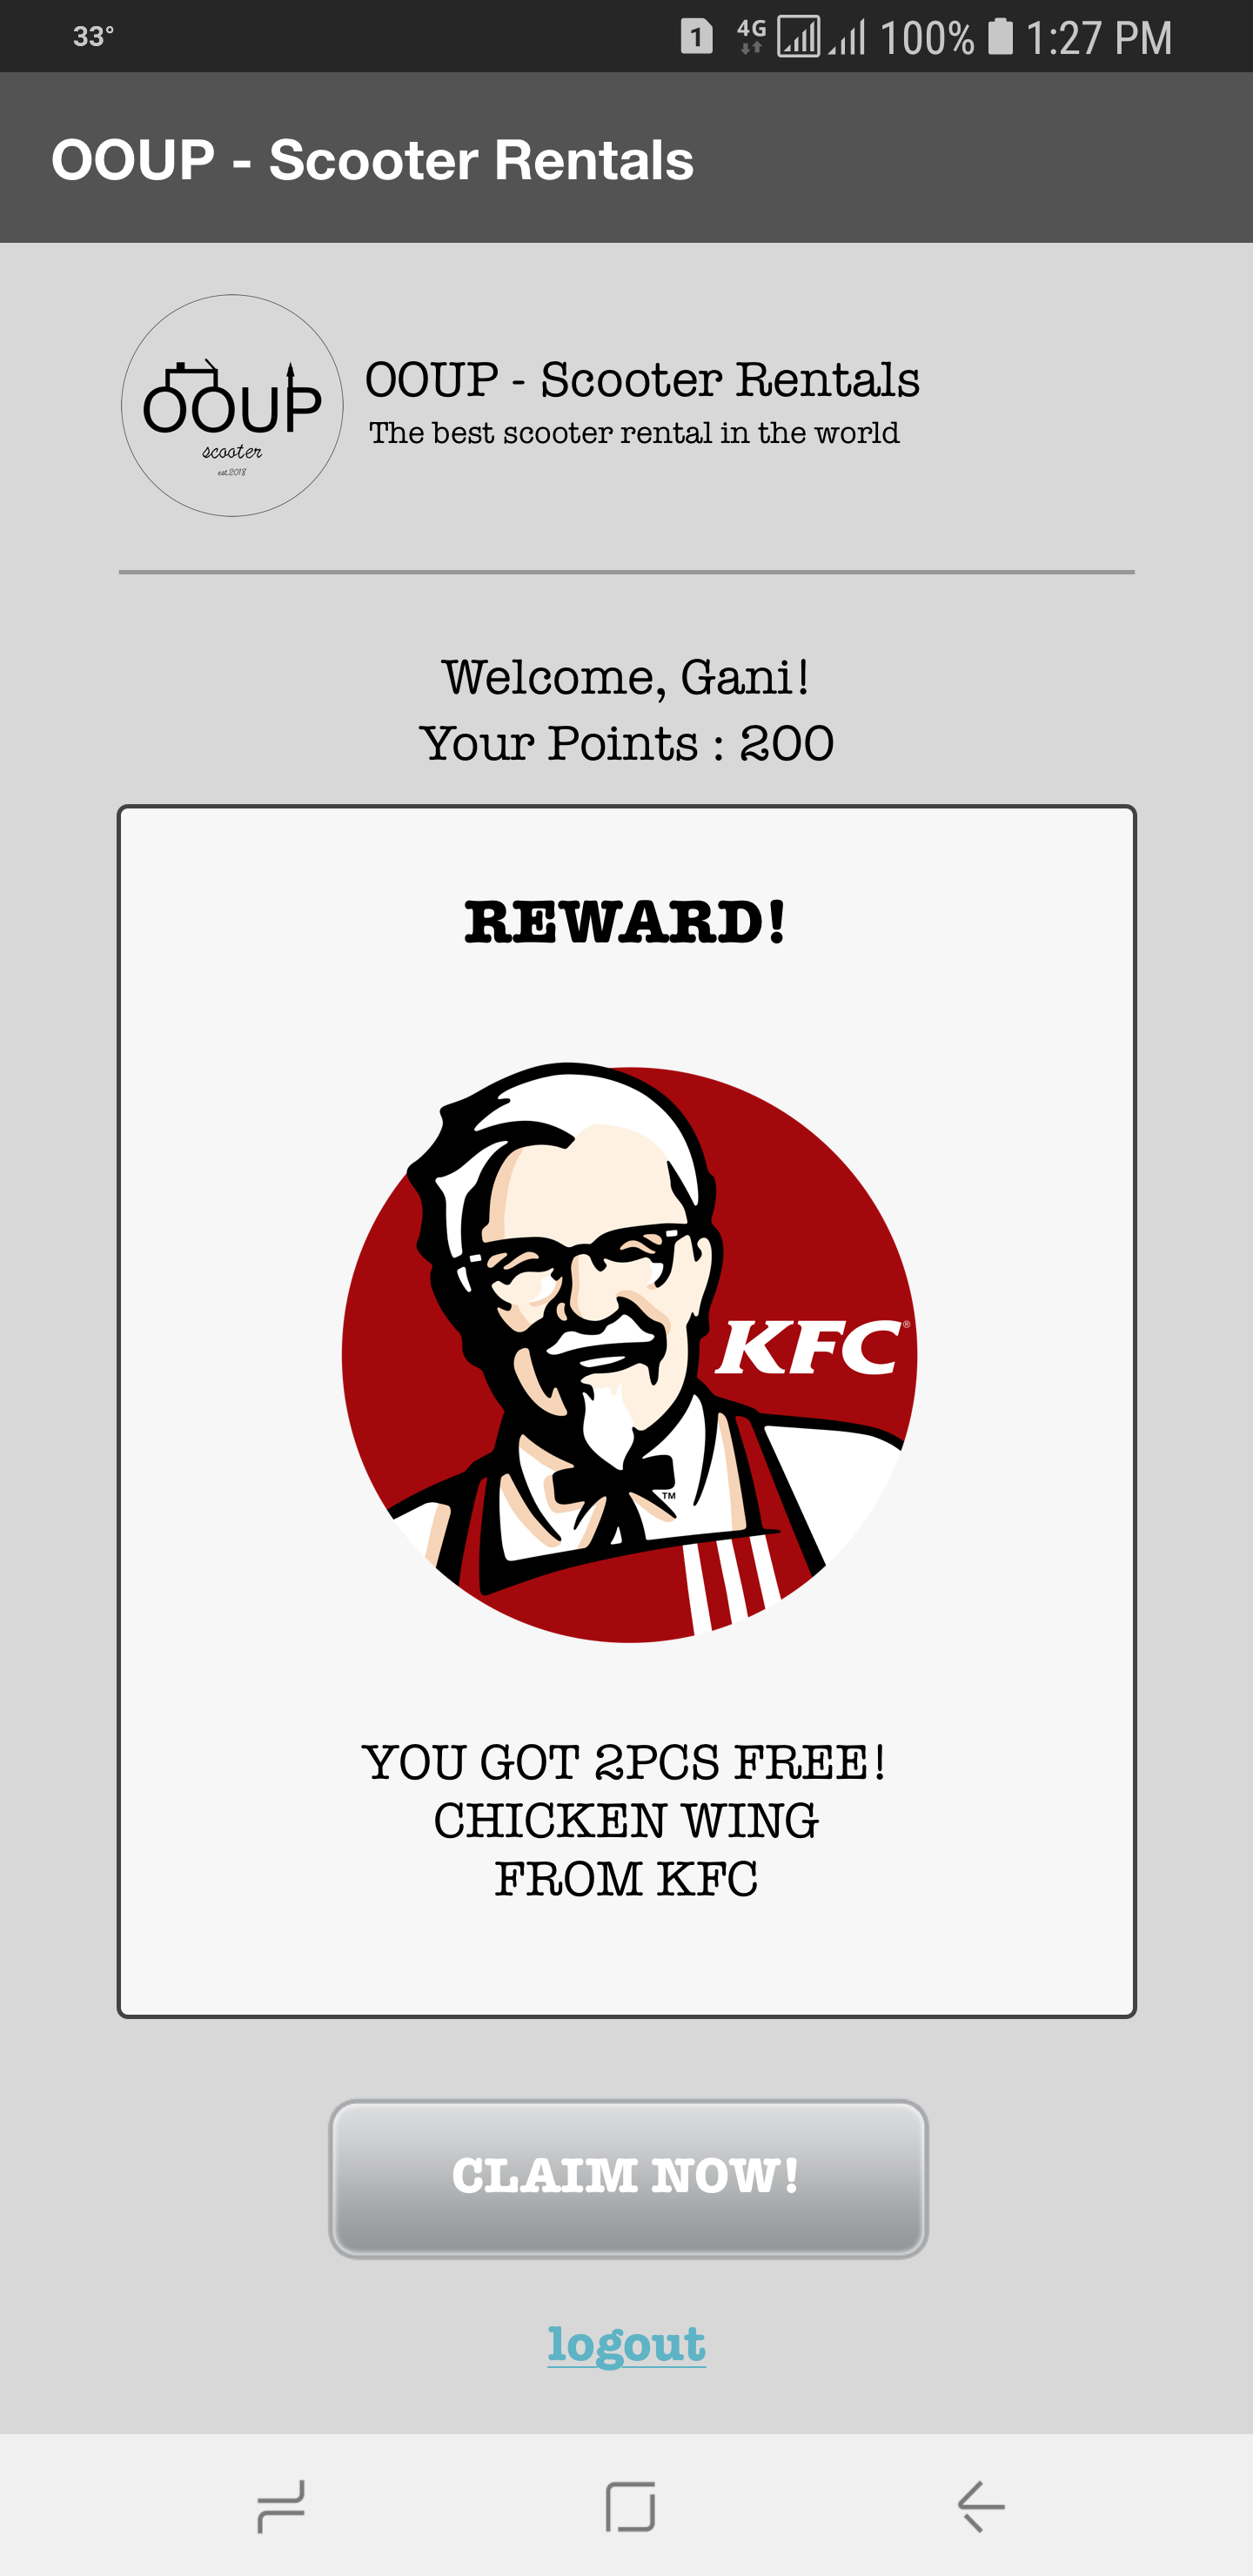 33°
1 4G 100% 1:27 PM
OOUP - Scooter Rentals
OOUP
scooter
est.2018
OOUP - Scooter Rentals
The best scooter rental in the world
Welcome, Gani!
Your Points : 200
REWARD!
KFC®
TM
YOU GOT 2PCS FREE!
CHICKEN WING
FROM KFC
CLAIM NOW!
logout